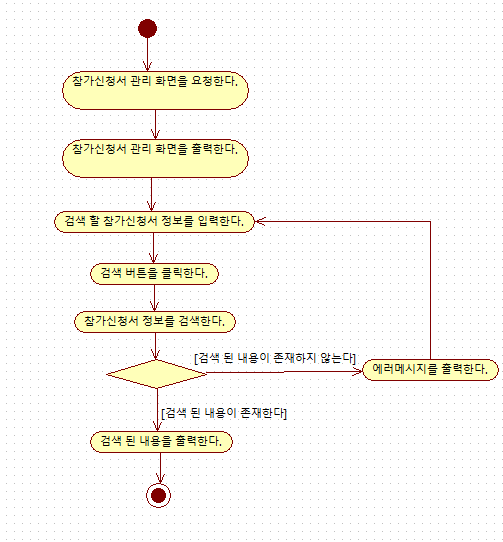 참가신청서 관리 화면을 요청한다.
참가신청서 관리 화면을 출력한다.
검색 할 참가신청서 정보를 입력한다.
검색 버튼을 클릭한다.
참가신청서 정보를 검색한다.
[검색 된 내용이 존재하지 않는다]
에러메시지를 출력한다.
[검색 된 내용이 존재한다]
검색 된 내용을 출력한다.